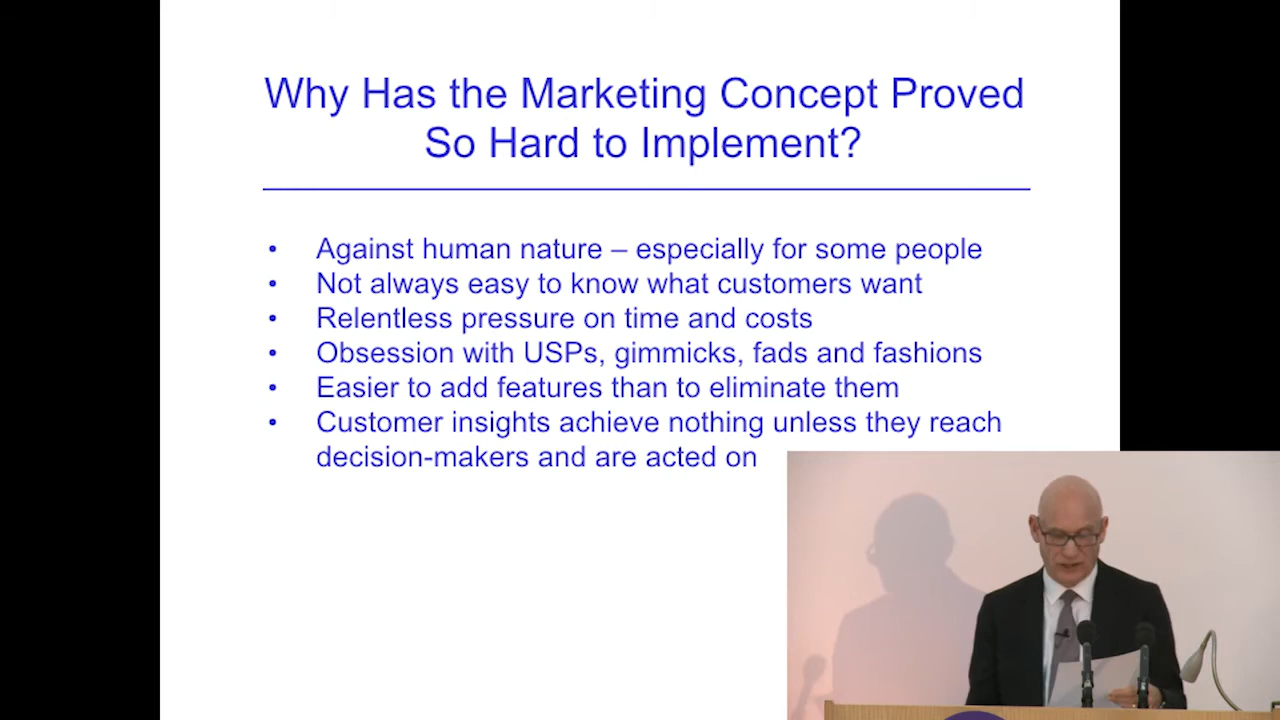 Why Has the Marketing Concept Proved
So Hard to Implement?
• Against human nature – especially for some people
• Not always easy to know what customers want
• Relentless pressure on time and costs
• Obsession with USPs, gimmicks, fads and fashions
• Easier to add features than to eliminate them
• Customer insights achieve nothing unless they reach
decision-makers and are acted on